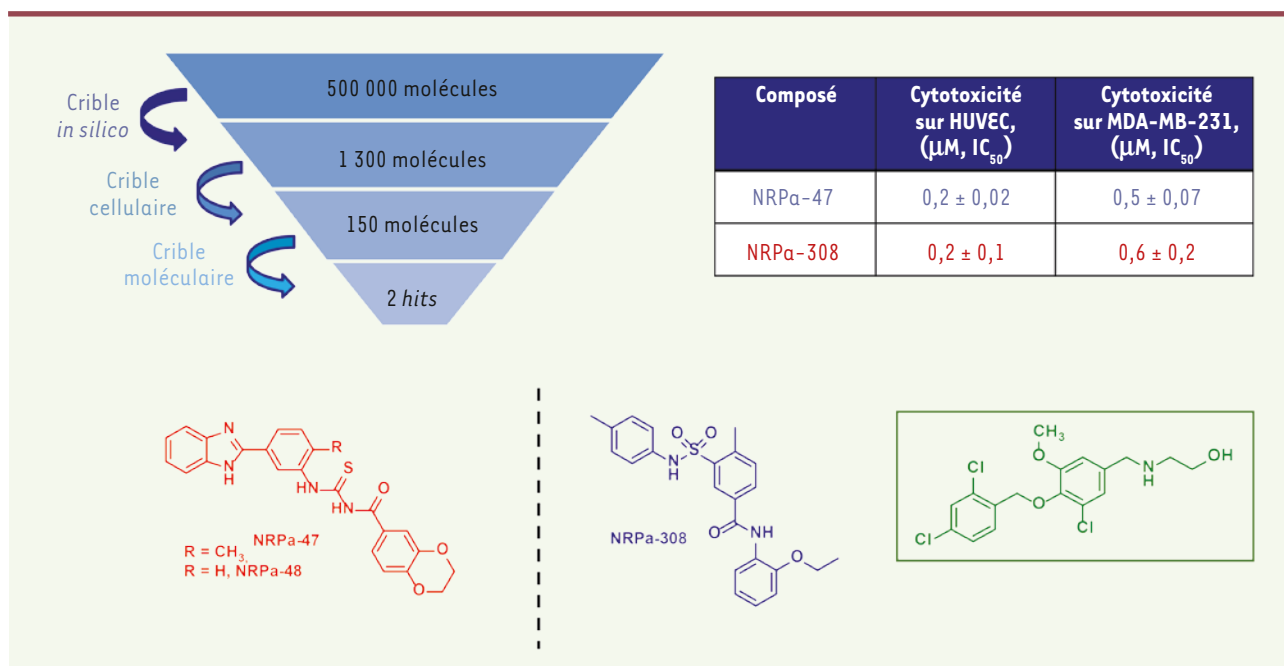 500 000 molécules
Crible
in silico
1 300 molécules
Crible
cellulaire
150 molécules
Crible
moléculaire
2 hits
Composé
Cytotoxicité
sur HUVEC,
(µM, IC50)
Cytotoxicité
sur MDA-MB-231,
(µM, IC50)
NRPa-47
0,2 ± 0,02
0,5 ± 0,07
NRPa-308
0,2 ± 0,1
0,6 ± 0,2
N
N
H
R
S
HN
NH
O
O
O
NRPa-47
R = CH3,
R = H, NRPa-48
O
O
S
N
H
O
NH
O
NRPa-308
CH3
O
OH
N
H
Cl
O
Cl
Cl